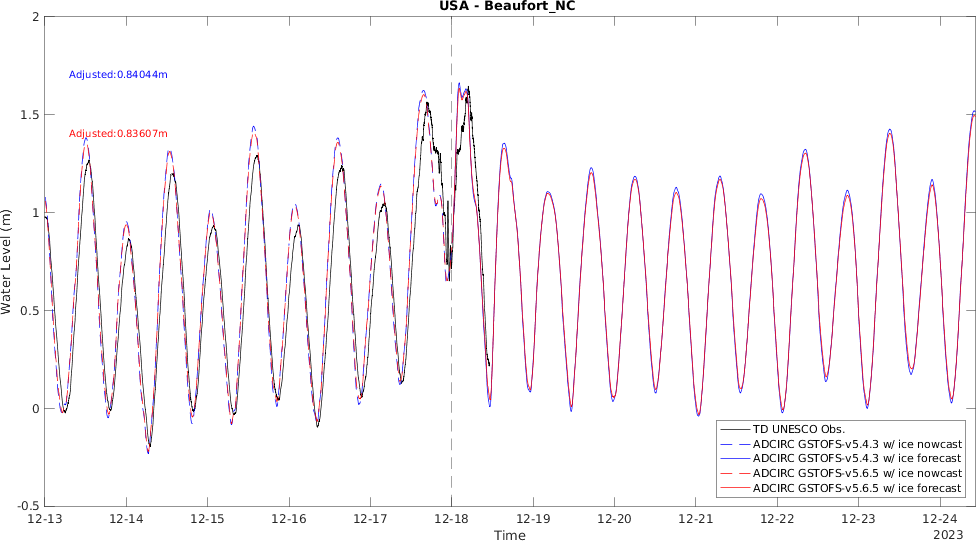 USA - Beaufort_NC
2
1.5
1
0.5
0
-0.5
Water Level (m)
Adjusted:0.84044m
Adjusted:0.83607m
TD UNESCO Obs.
ADCIRC GSTOFS-v5.4.3 w/ ice nowcast
ADCIRC GSTOFS-v5.4.3 w/ ice forecast
ADCIRC GSTOFS-v5.6.5 w/ ice nowcast
ADCIRC GSTOFS-v5.6.5 w/ ice forecast
12-13 12-14 12-15 12-16 12-17 12-18 12-19 12-20 12-21 12-22 12-23 12-24
Time
2023